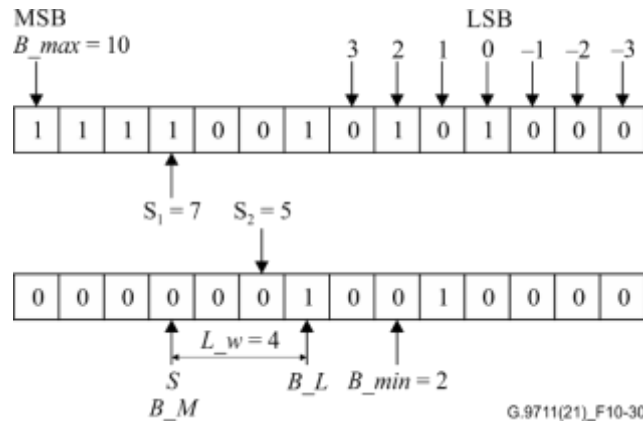 MSB LSB
B_max = 10 3 2 1 0 –1 –2 –3
1 1 1 1 0 0 1 0 1 0 1 0 0 0
S₁ = 7 S₂ = 5
0 0 0 0 0 0 1 0 0 1 0 0 0 0
L_w = 4
S B_L B_min = 2
B_M
G.9711(21)_F10-30